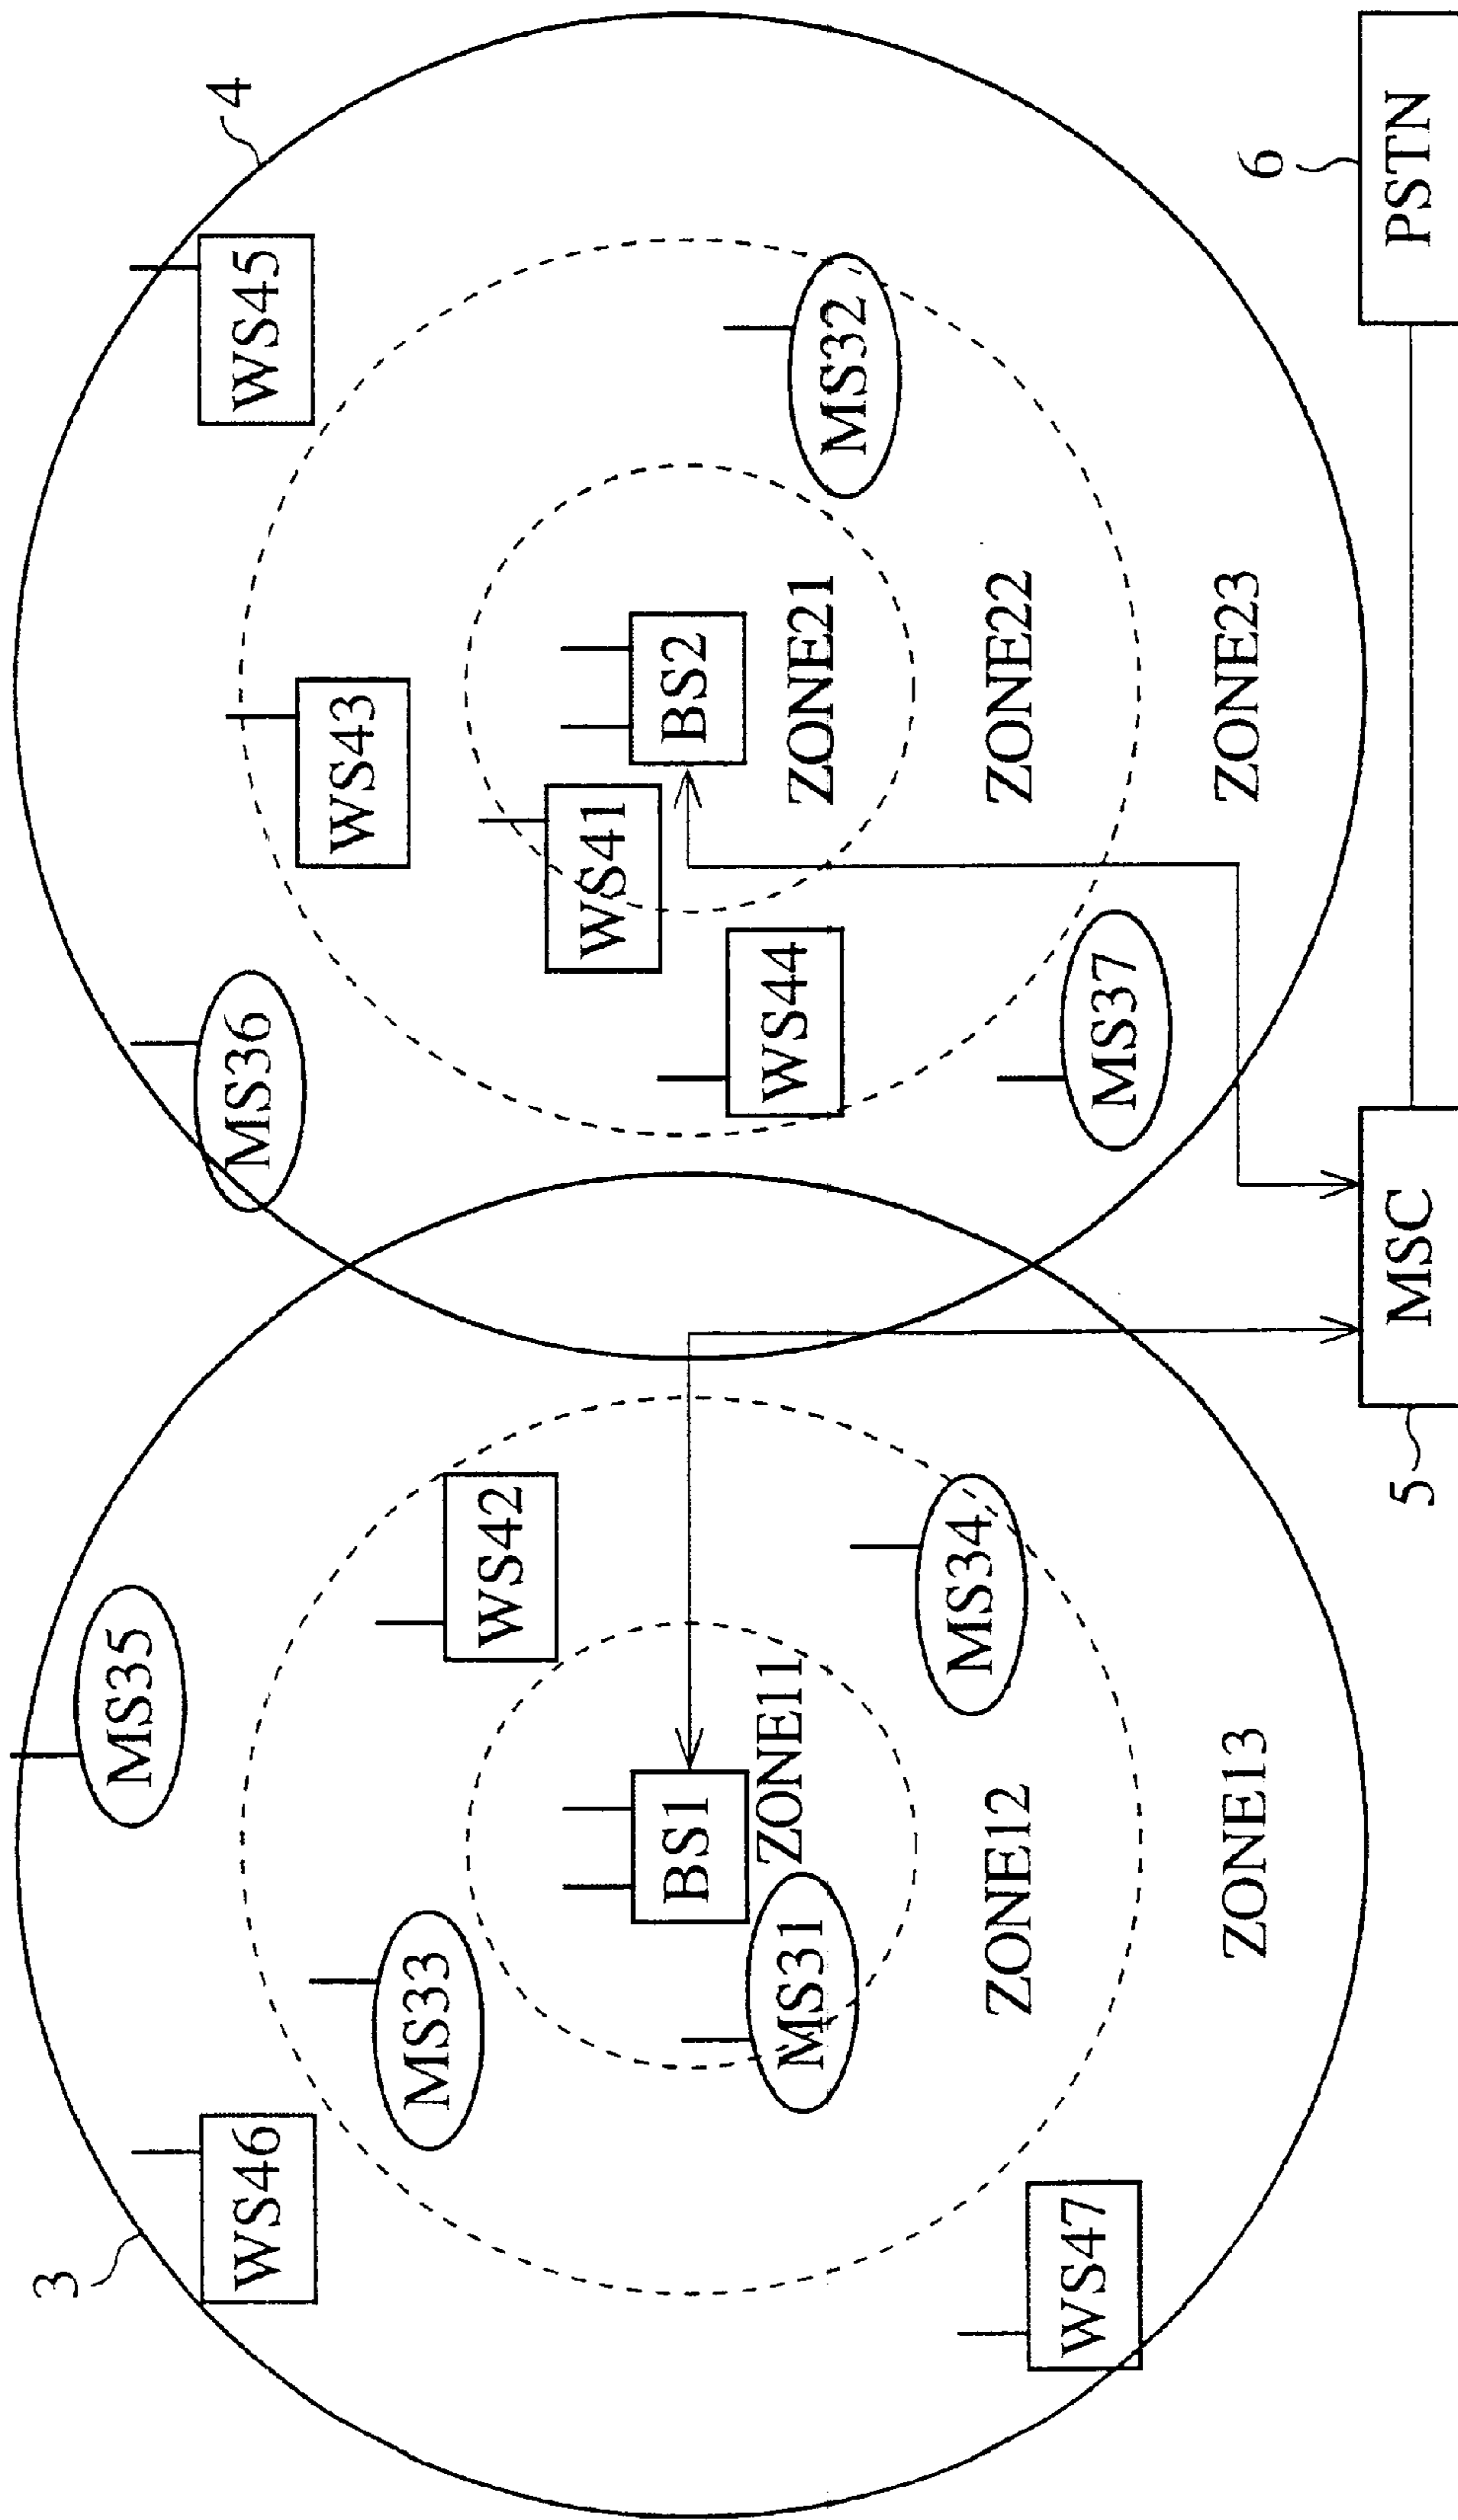 3
WS46
MS35
MS36
WS45
4
MS33
WS42
WS43
WS41
BS1
BS2
MS31
ZONE11
WS44
ZONE21
MS32
MS34
ZONE12
ZONE22
WS47
MS37
ZONE13
ZONE23
6
5
MSC
PSTN